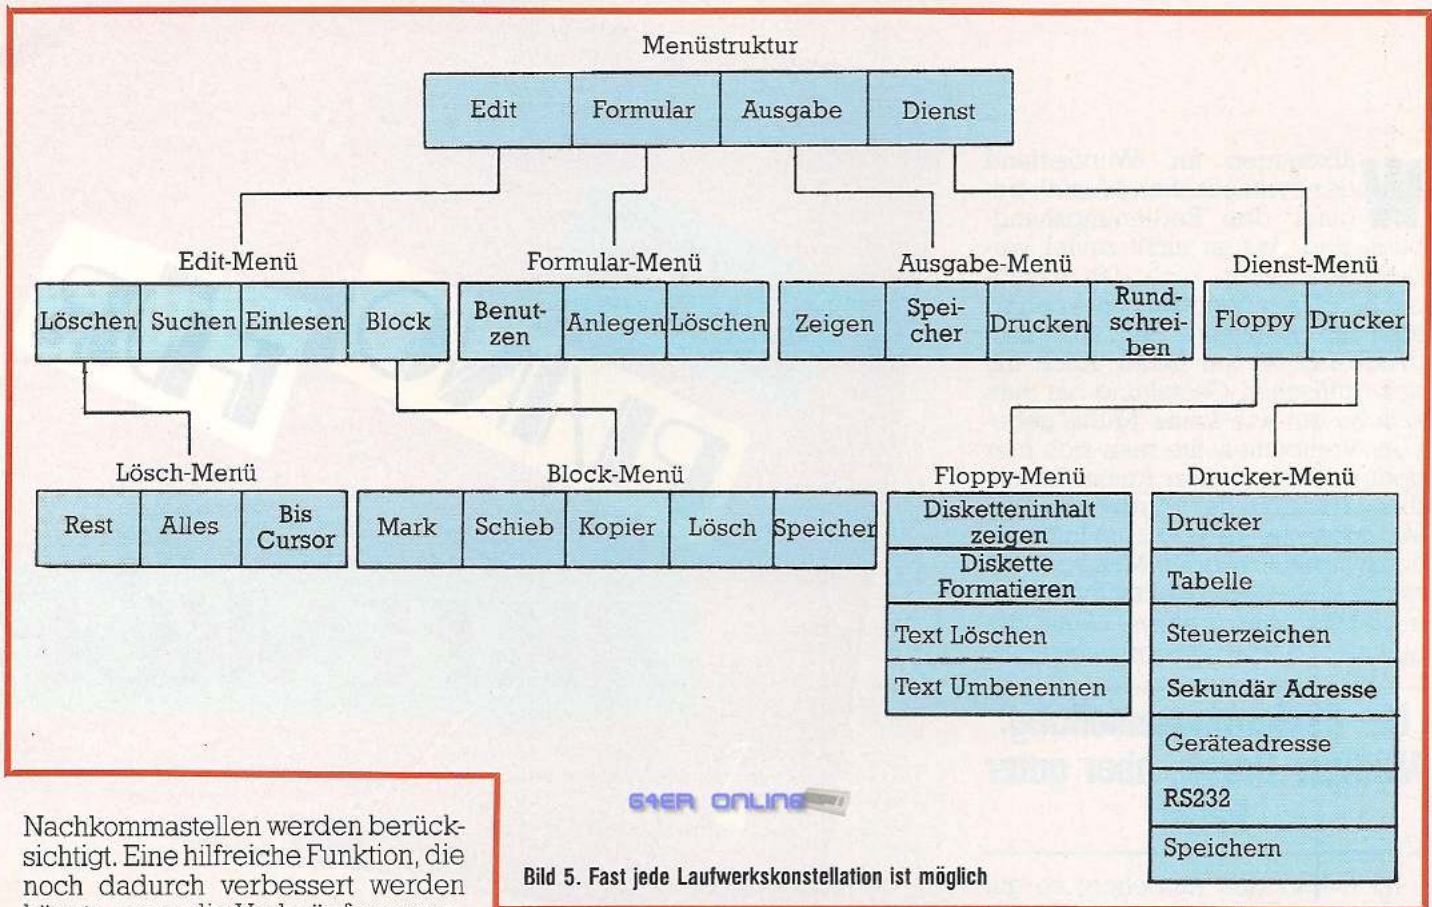 Menüstruktur
Edit Formular Ausgabe Dienst
Edit-Menü Formular-Menü Ausgabe-Menü Dienst-Menü
Löschen Suchen Einlesen Block
Benut-
zen
Anlegen Löschen
Zeigen
Spei-
cher
Drucken
Rund-
schrei-
ben
Floppy Drucker
Lösch-Menü Block-Menü Floppy-Menü Drucker-Menü
Rest Alles
Bis
Cursor
Mark Schieb Kopier Lösch Speicher
Disketteninhalt
zeigen
Diskette
Formatieren
Text Löschen
Text Umbenennen
Drucker
Tabelle
Steuerzeichen
Sekundär Adresse
Geräteadresse
RS232
Speichern
64ER ONLINE
Nachkommastellen werden berück-
sichtigt. Eine hilfreiche Funktion, die
noch dadurch verbessert werden
Bild 5. Fast jede Laufwerkskonstellation ist möglich